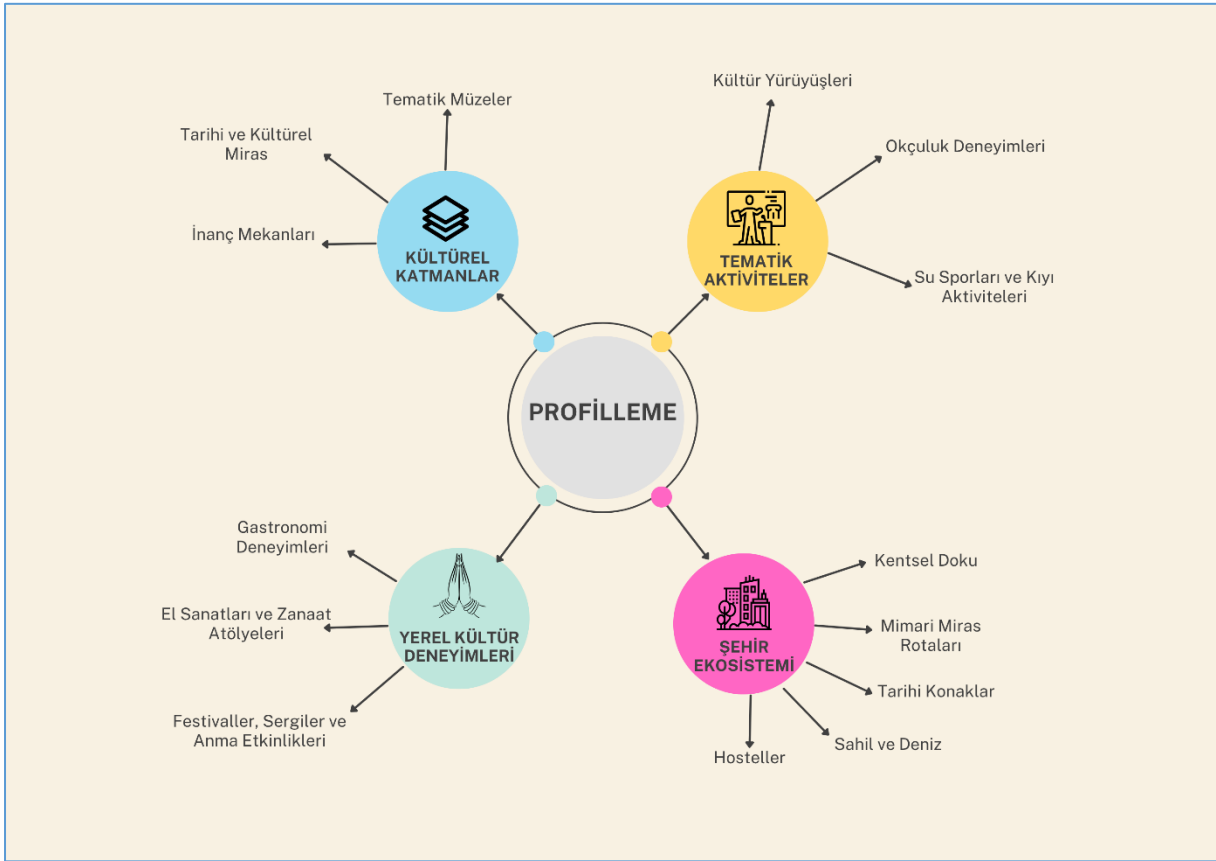 Tematik Müzeler
Tarihi ve Kültürel
Miras
İnanç Mekanları
KÜLTÜREL
KATMANLAR
Kültür Yürüyüşleri
Okçuluk Deneyimleri
Su Sporları ve Kıyı
Aktiviteleri
TEMATİK
AKTİVİTELER
PROFİLLEME
Gastronomi
Deneyimleri
El Sanatları ve Zanaat
Atölyeleri
Festivaller, Sergiler ve
Anma Etkinlikleri
YEREL KÜLTÜR
DENEYİMLERİ
Kentsel Doku
Mimari Miras
Rotaları
Tarihi Konaklar
Sahil ve Deniz
Hosteller
ŞEHİR
EKOSİSTEMİ